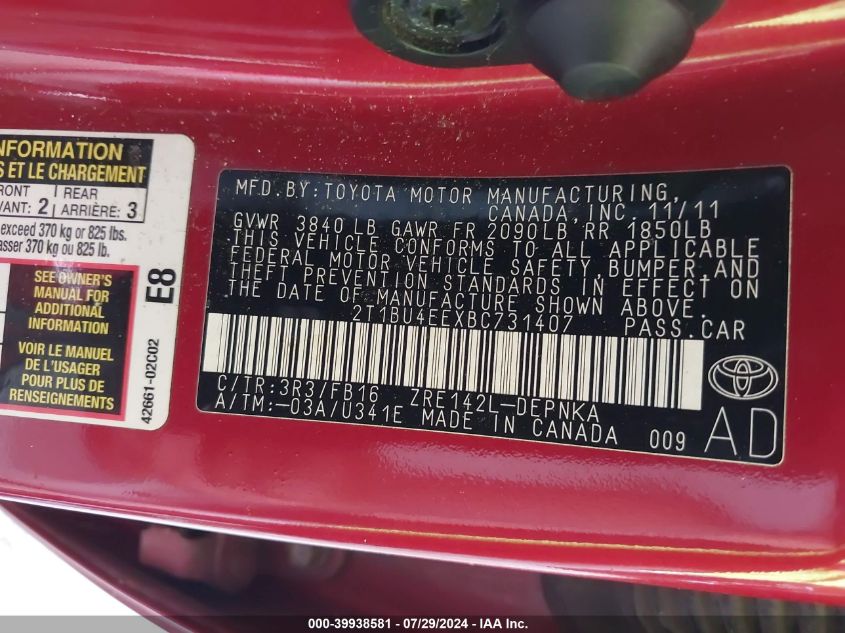 INFORMATION
S ET LE CHARGEMENT
FRONT REAR
VANT: 2 ARRIÈRE: 3
exceed 370 kg or 825 lbs.
asser 370 kg ou 825 lb.
SEE OWNER'S
MANUAL FOR
ADDITIONAL
INFORMATION
VOIR LE MANUEL
DE L'USAGER
POUR PLUS DE
RENSEIGNEMENTS
E8
42661-02C02
MFD.BY:TOYOTA MOTOR MANUFACTURING,
CANADA,INC. 11/11
GVWR 3840 LB GAWR FR 2090LB RR 1850LB
THIS VEHICLE CONFORMS TO ALL APPLICABLE
FEDERAL MOTOR VEHICLE SAFETY,BUMPER,AND
THEFT PREVENTION STANDARDS IN EFFECT ON
THE DATE OF MANUFACTURE SHOWN ABOVE.
2T1BU4EEXBC731407 PASS.CAR
C/TR:3R3/FB16 ZRE142L-DEPNKA
A/TM:-03A/U341E MADE IN CANADA 009 AD
000-39938581 - 07/29/2024 - IAA Inc.